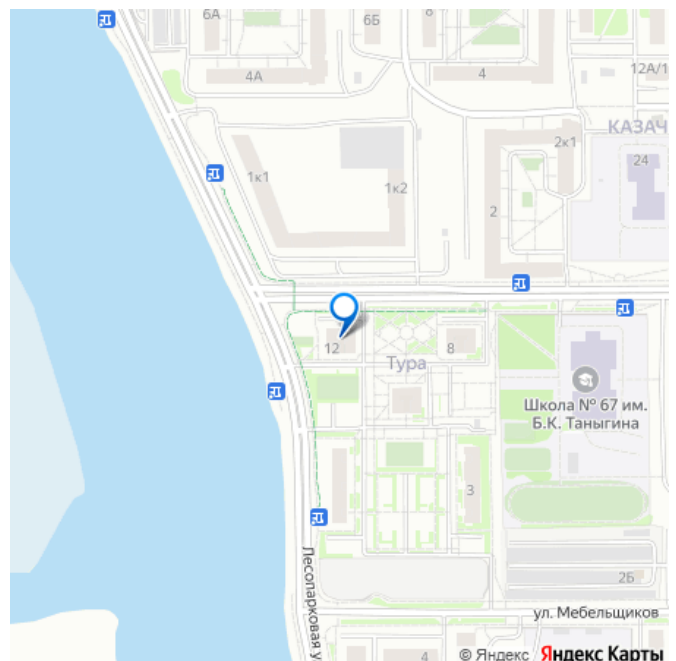 6А
6Б
8
4А
4
12А/1
КАЗАЧ
2к1
24
1к1
1к2
2
12
8
Тура
Школа № 67 им.
Б.К. Таныгина
3
2Б
Лесопарковая у
ул. Мебельщиков
4
© Яндекс Яндекс Карты